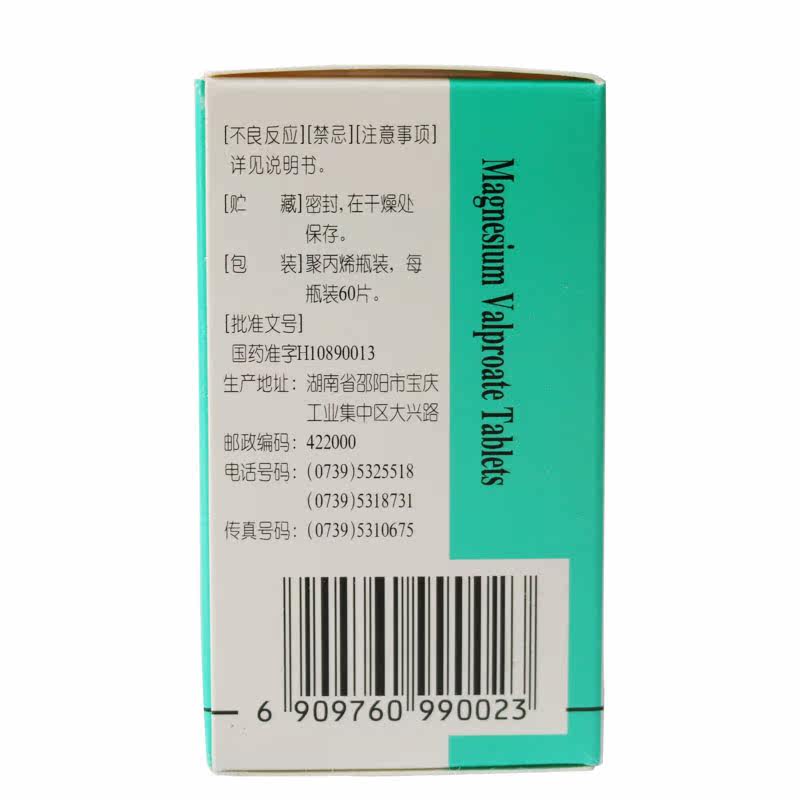 [不良反应][禁忌][注意事项]
详见说明书。
[贮 藏]密封,在干燥处
保存。
[包 装]聚丙烯瓶装，每
瓶装60片。
[批准文号]
国药准字H10890013
生产地址：湖南省邵阳市宝庆
工业集中区大兴路
邮政编码：422000
电话号码：(0739)5325518
(0739)5318731
传真号码：(0739)5310675
Magnesium Valproate Tablets
6 909760 990023